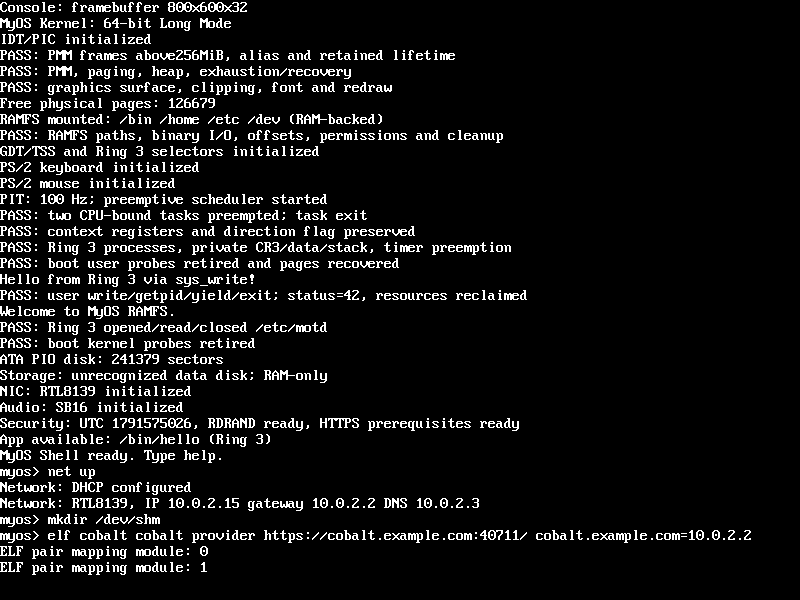 Console: framebuffer 800x600x32
MyOS Kernel: 64-bit Long Mode
IDT/PIC initialized
PASS: PMM frames above256MiB, alias and retained lifetime
PASS: PMM, paging, heap, exhaustion/recovery
PASS: graphics surface, clipping, font and redraw
Free physical pages: 126679
RAMFS mounted: /bin /home /etc /dev (RAM-backed)
PASS: RAMFS paths, binary I/O, offsets, permissions and cleanup
GDT/TSS and Ring 3 selectors initialized
PS/2 keyboard initialized
PS/2 mouse initialized
PIT: 100 Hz; preemptive scheduler started
PASS: two CPU-bound tasks preempted; task exit
PASS: context registers and direction flag preserved
PASS: Ring 3 processes, private CR3/data/stack, timer preemption
PASS: boot user probes retired and pages recovered
Hello from Ring 3 via sys_write!
PASS: user write/getpid/yield/exit; status=42, resources reclaimed
Welcome to MyOS RAMFS.
PASS: Ring 3 opened/read/closed /etc/motd
PASS: boot kernel probes retired
ATA PIO disk: 241379 sectors
Storage: unrecognized data disk; RAM-only
NIC: RTL8139 initialized
Audio: SB16 initialized
Security: UTC 1791575026, RDRAND ready, HTTPS prerequisites ready
App available: /bin/hello (Ring 3)
MyOS Shell ready. Type help.
myos> net up
Network: DHCP configured
Network: RTL8139, IP 10.0.2.15 gateway 10.0.2.2 DNS 10.0.2.3
myos> mkdir /dev/shm
myos> elf cobalt cobalt provider https://cobalt.example.com:40711/ cobalt.example.com=10.0.2.2
ELF pair mapping module: 0
ELF pair mapping module: 1